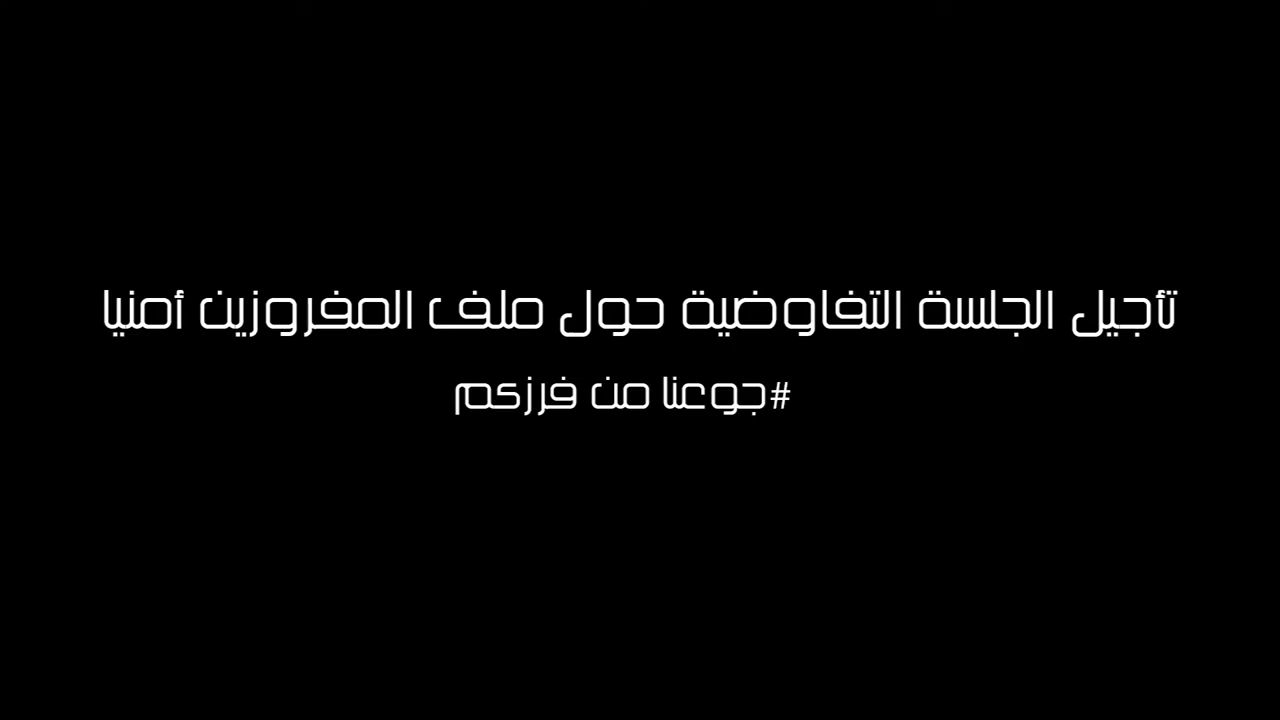 تأجيل الجلسة التفاوضية حول ملف المفروزين أمنيا
#جوعنا من فرزكم